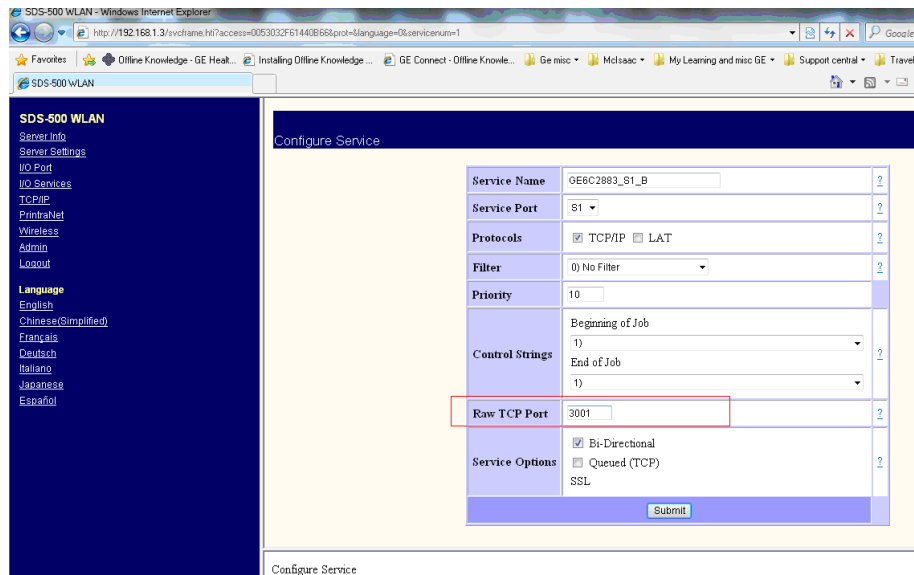 SDS-500 WLAN - Windows Internet Explorer
http://192.168.1.3/svcframe.hti?access=0053032F61440B66&prot=&language=0&servicenum=1
Google
Favorites Offline Knowledge - GE Healt... Installing Offline Knowledge ... GE Connect - Offline Knowle... Ge misc McIsaac My Learning and misc GE Support central Travel
SDS-500 WLAN
SDS-500 WLAN
Server Info
Server Settings
I/O Port
I/O Services
TCP/IP
PrintraNet
Wireless
Admin
Logout
Language
English
Chinese(Simplified)
Français
Deutsch
Italiano
Japanese
Español
Configure Service
Service Name GE6C2883_S1_B ?
Service Port S1 ?
Protocols TCP/IP LAT ?
Filter 0) No Filter ?
Priority 10
Control Strings ?
Beginning of Job
1)
End of Job
1)
Raw TCP Port 3001 ?
Service Options ?
Bi-Directional
Queued (TCP)
SSL
Submit
Configure Service